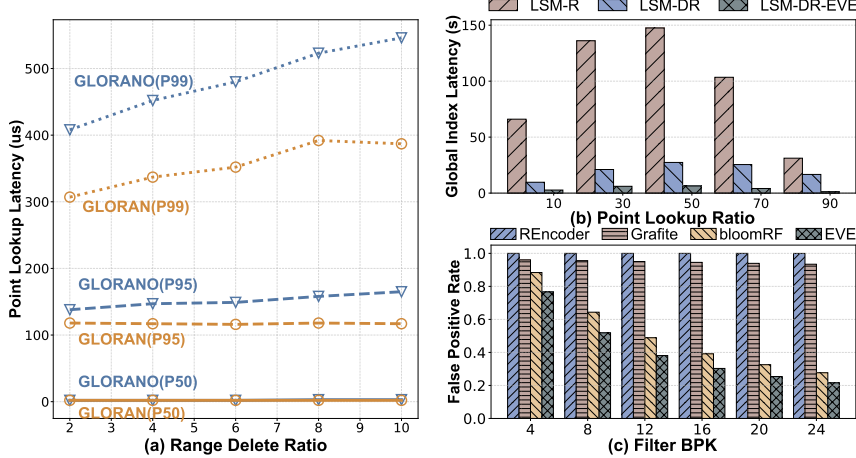 Point Lookup Latency (us)
500
400
300
200
100
0
GLORANO(P99)
GLORAN(P99)
GLORANO(P95)
GLORAN(P95)
GLORANO(P50)
GLORAN(P50)
2 3 4 5 6 7 8 9 10
(a) Range Delete Ratio
LSM-R LSM-DR LSM-DR-EVE
Global Index Latency (s)
150
100
50
0
10 30 50 70 90
(b) Point Lookup Ratio
REncoder Grafite bloomRF EVE
False Positive Rate
1.0
0.8
0.6
0.4
0.2
0.0
4 8 12 16 20 24
(c) Filter BPK